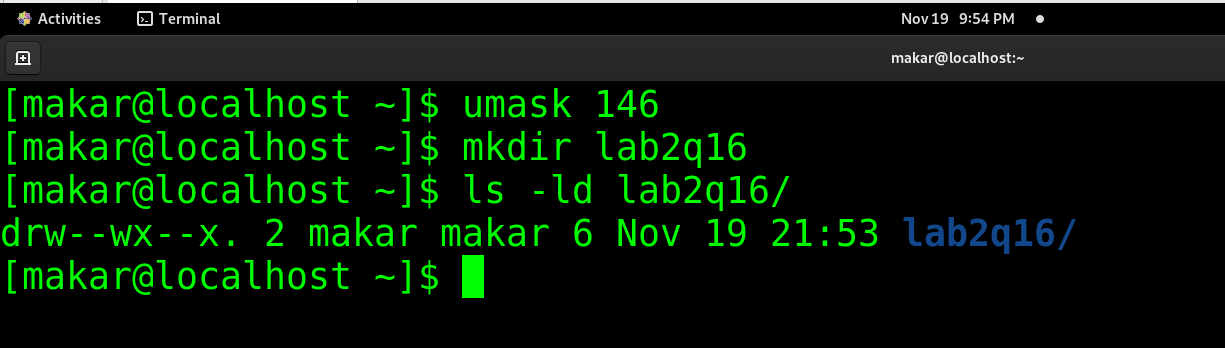 Activities Terminal Nov 19 9:54 PM
makar@localhost:~
[makar@localhost ~]$ umask 146
[makar@localhost ~]$ mkdir lab2q16
[makar@localhost ~]$ ls -ld lab2q16/
drw--wx--x. 2 makar makar 6 Nov 19 21:53 lab2q16/
[makar@localhost ~]$